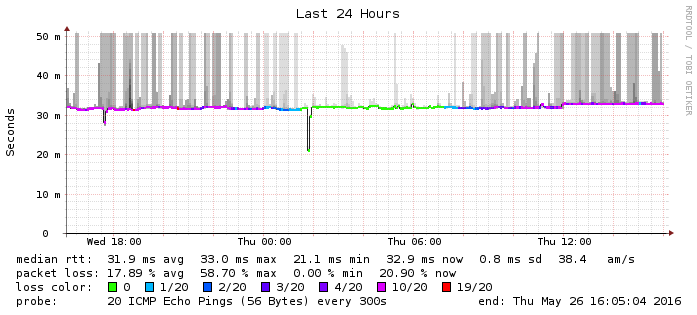 Last 24 Hours
RRDTOOL / TOBI OETIKER
Seconds
50 m
40 m
30 m
20 m
10 m
0
Wed 18:00 Thu 00:00 Thu 06:00 Thu 12:00
median rtt: 31.9 ms avg 33.0 ms max 21.1 ms min 32.9 ms now 0.8 ms sd 38.4 am/s
packet loss: 17.89 % avg 58.70 % max 0.00 % min 20.90 % now
loss color: 0 1/20 2/20 3/20 4/20 10/20 19/20
probe: 20 ICMP Echo Pings (56 Bytes) every 300s end: Thu May 26 16:05:04 2016